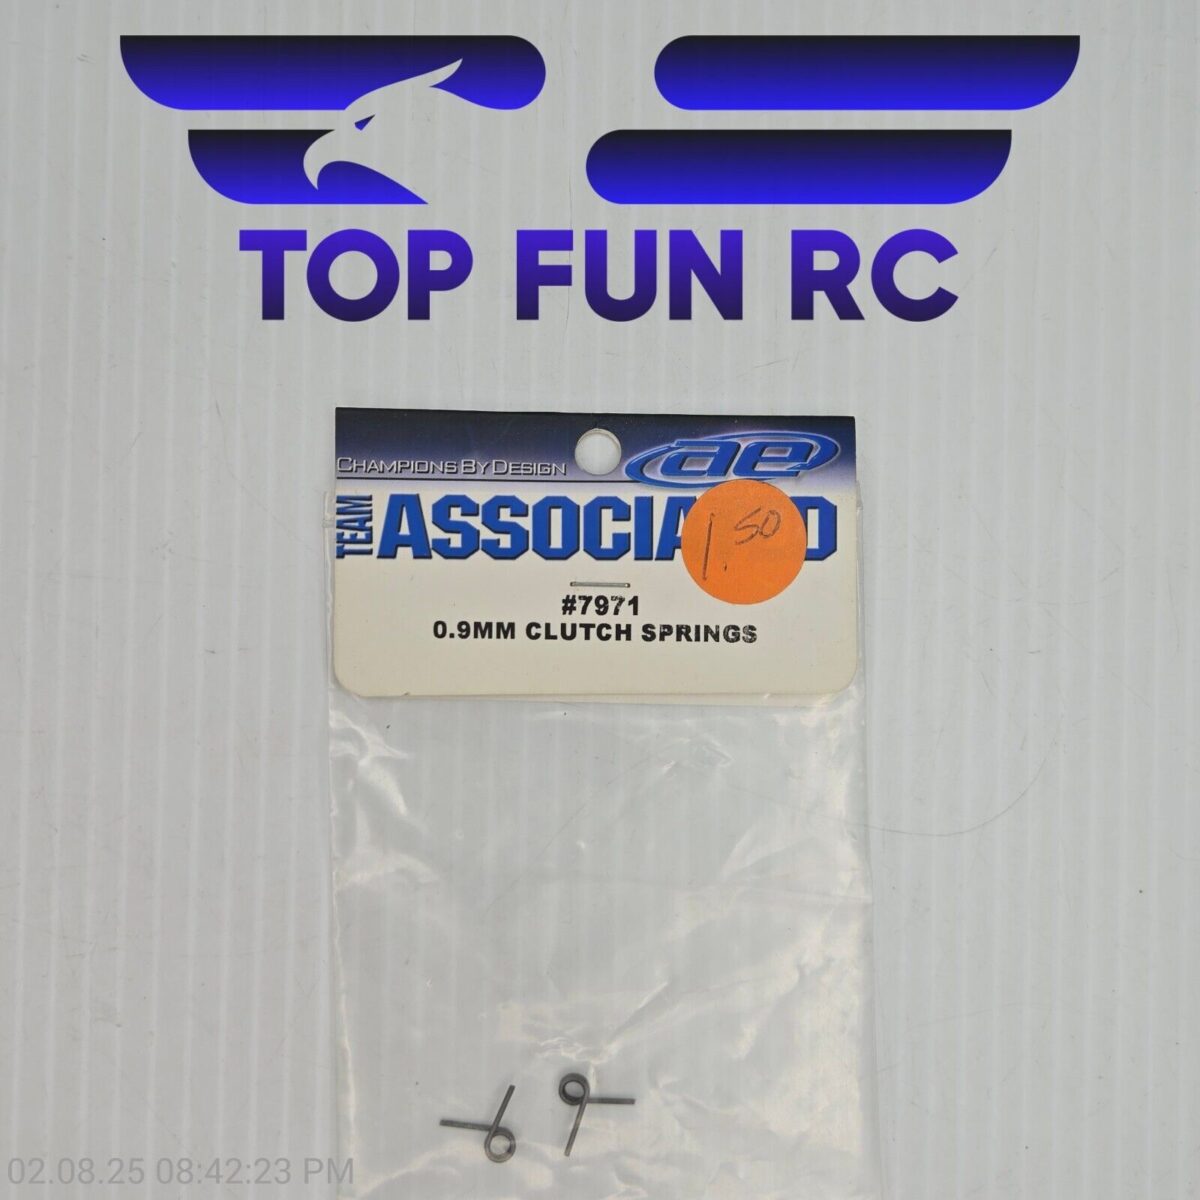 TOP FUN RC
CHAMPIONS BY DESIGN
ae
TEAM
1.50
#7971
0.9MM CLUTCH SPRINGS
02.08.25 08:42:23 PM